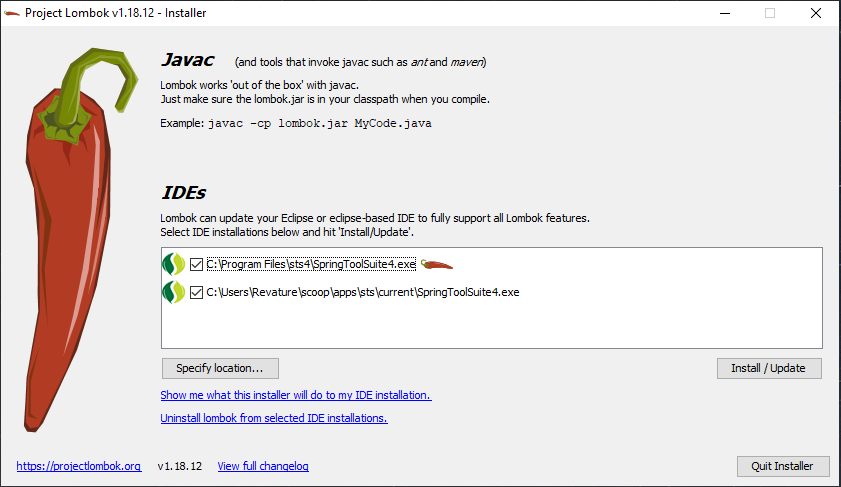 Project Lombok v1.18.12 - Installer
Javac (and tools that invoke javac such as ant and maven)
Lombok works 'out of the box' with javac.
Just make sure the lombok.jar is in your classpath when you compile.
Example: javac -cp lombok.jar MyCode.java
IDEs
Lombok can update your Eclipse or eclipse-based IDE to fully support all Lombok features.
Select IDE installations below and hit 'Install/Update'.
C:\Program Files\sts4\SpringToolSuite4.exe
C:\Users\Revature\scoop\apps\sts\current\SpringToolSuite4.exe
Specify location... Install / Update
Show me what this installer will do to my IDE installation.
Uninstall lombok from selected IDE installations.
https://projectlombok.org v1.18.12 View full changelog Quit Installer